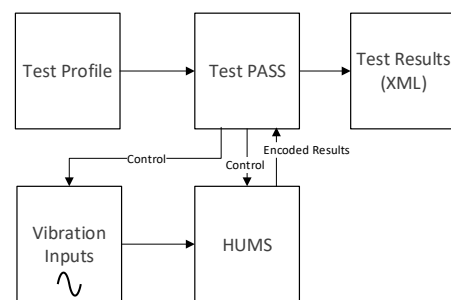 Test Profile
Test PASS
Test Results
(XML)
Control
Control
Encoded Results
Vibration
Inputs
HUMS